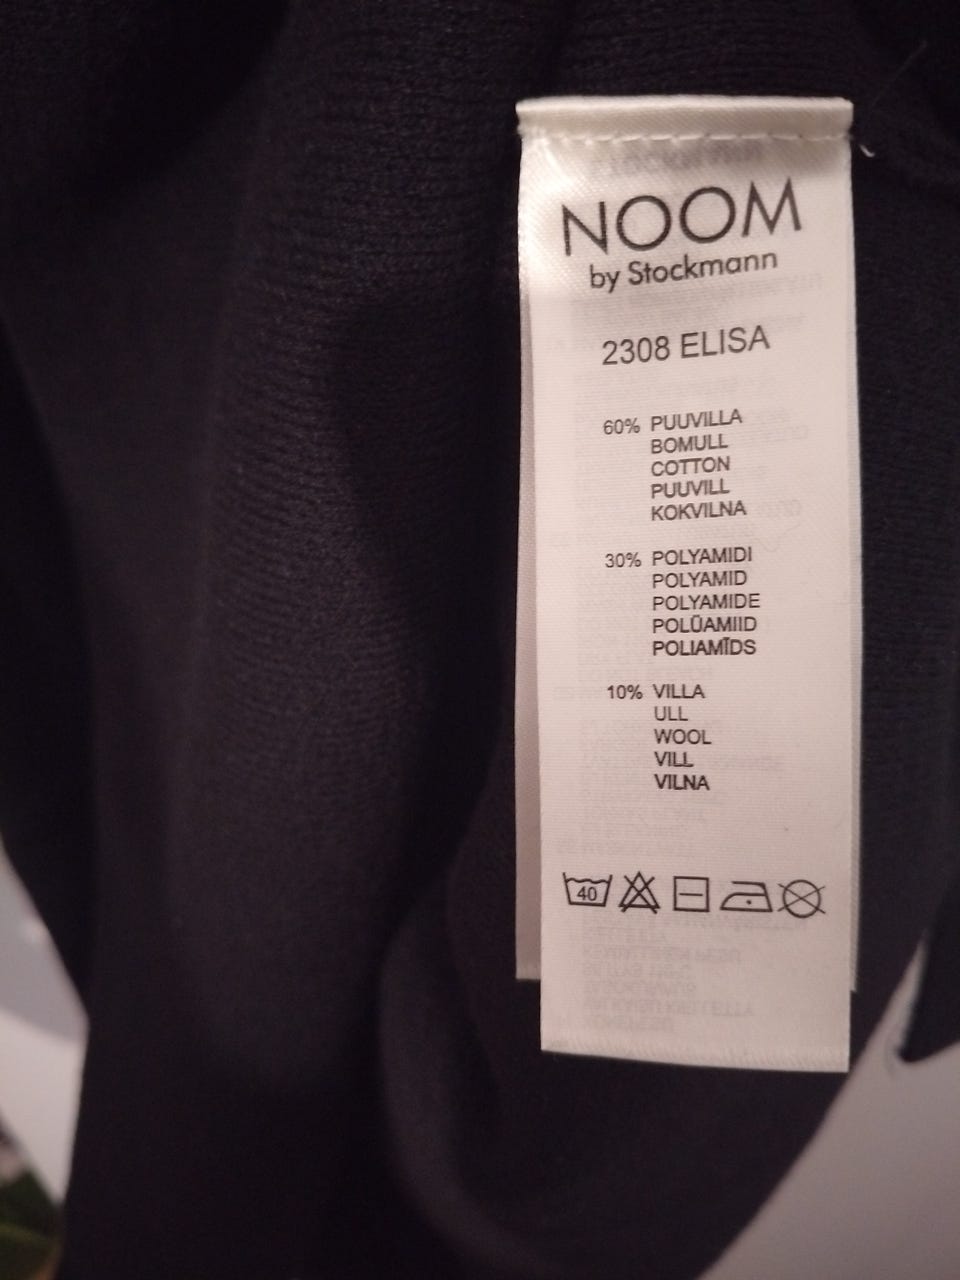 NOOM
by Stockmann
2308 ELISA
60% PUUVILLA
BOMULL
COTTON
PUUVILL
KOKVILNA
30% POLYAMIDI
POLYAMID
POLYAMIDE
POLÜAMIID
POLIAMĪDS
10% VILLA
ULL
WOOL
VILL
VILNA
40